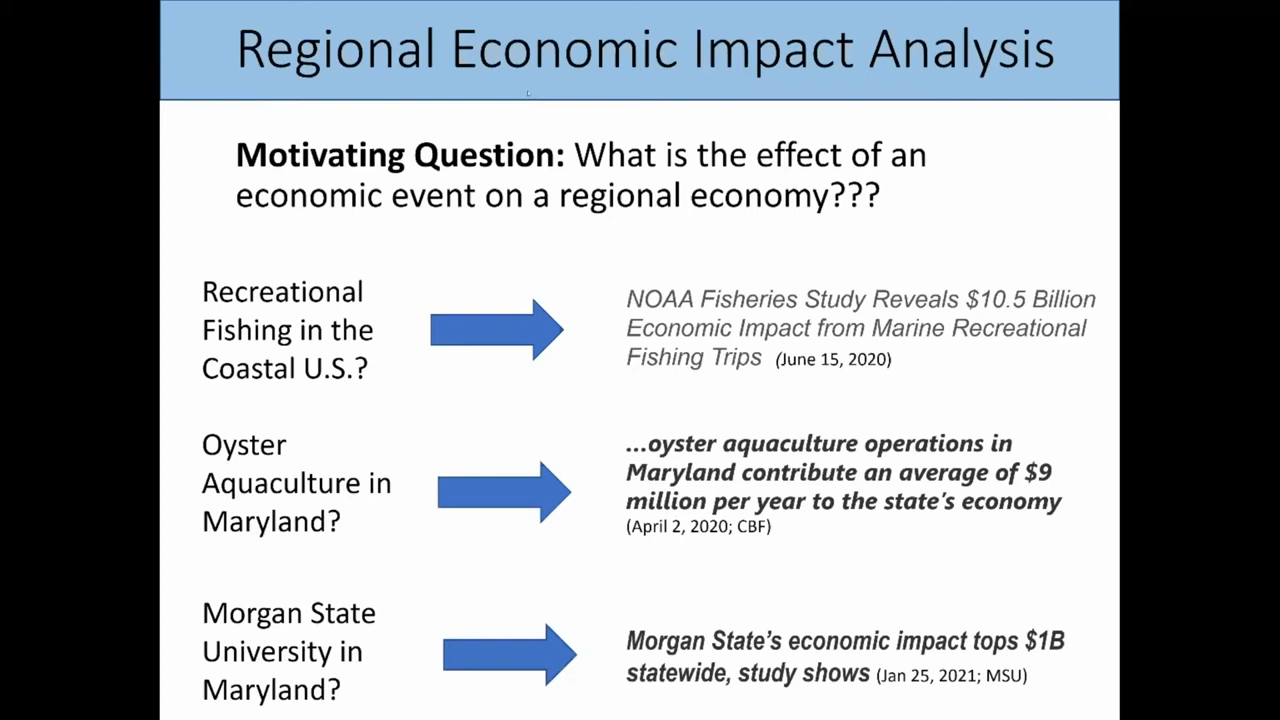 Regional Economic Impact Analysis
Motivating Question: What is the effect of an
economic event on a regional economy???
Recreational
Fishing in the
Coastal U.S.?
NOAA Fisheries Study Reveals $10.5 Billion
Economic Impact from Marine Recreational
Fishing Trips (June 15, 2020)
Oyster
Aquaculture in
Maryland?
...oyster aquaculture operations in
Maryland contribute an average of $9
million per year to the state’s economy
(April 2, 2020; CBF)
Morgan State
University in
Maryland?
Morgan State’s economic impact tops $1B
statewide, study shows (Jan 25, 2021; MSU)